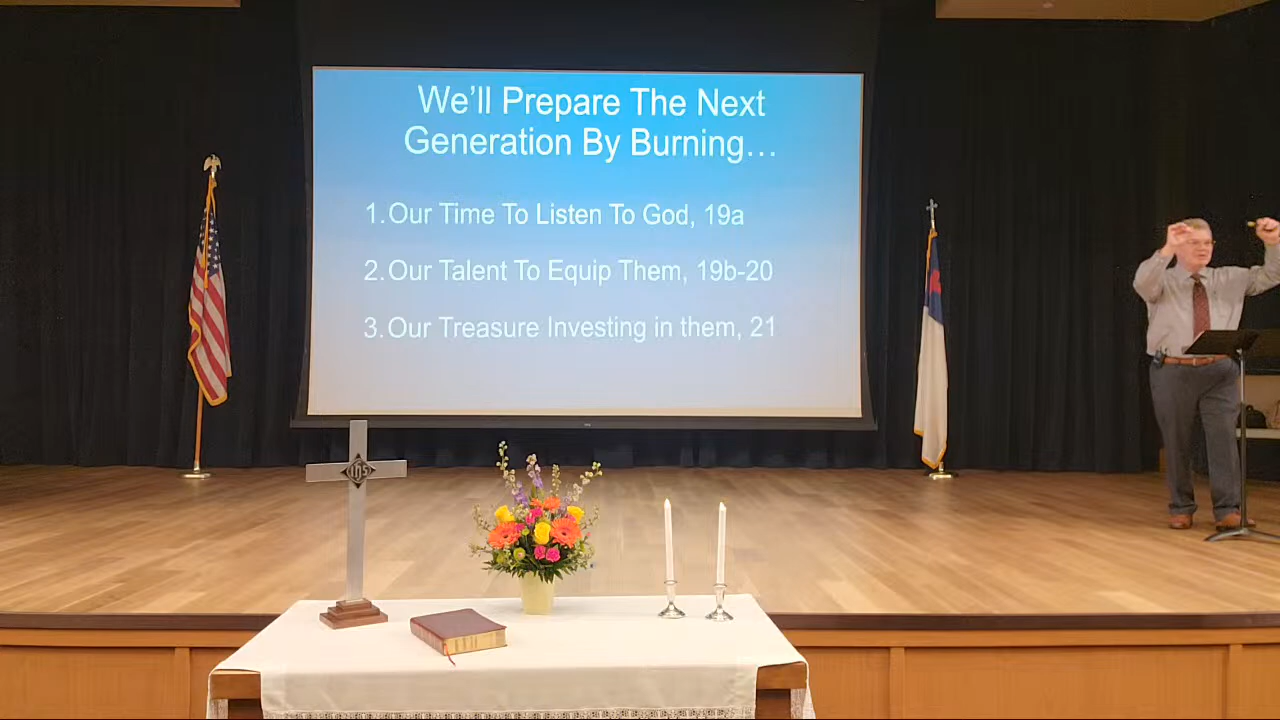 We'll Prepare The Next
Generation By Burning...
1. Our Time To Listen To God, 19a
2. Our Talent To Equip Them, 19b-20
3. Our Treasure Investing in them, 21
IHS